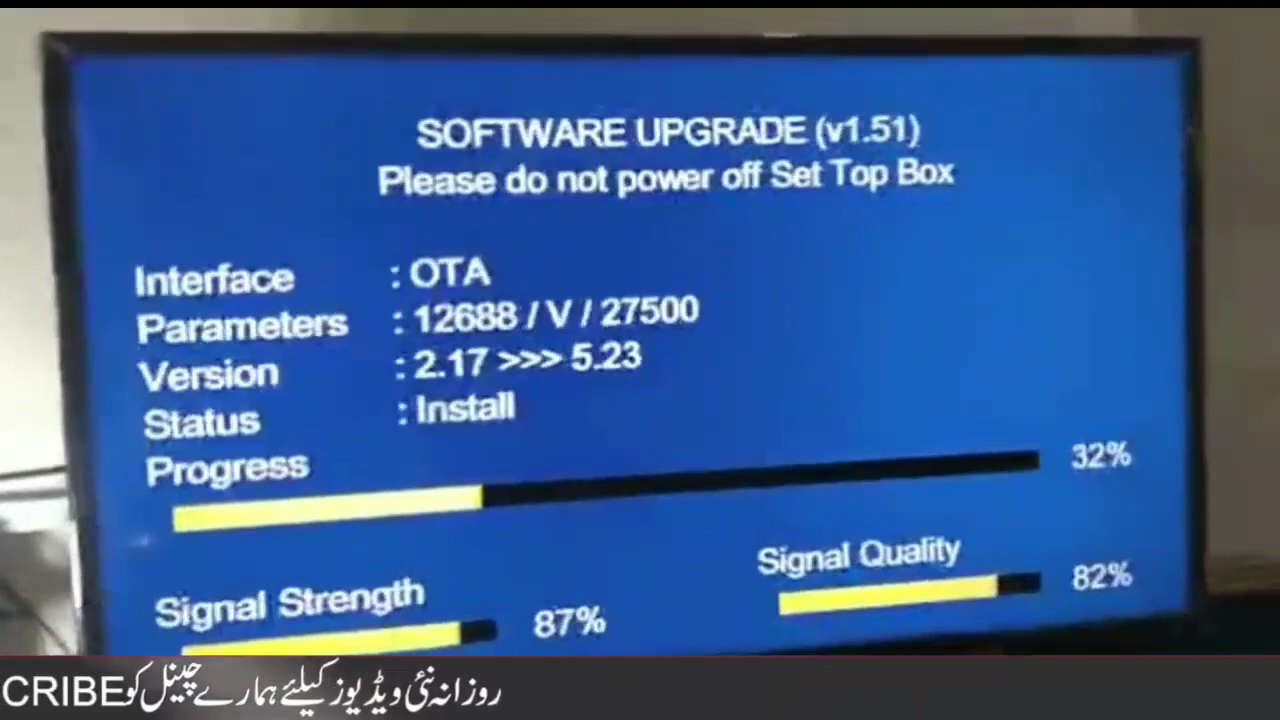 SOFTWARE UPGRADE (v1.51)
Please do not power off Set Top Box
Interface : OTA
Parameters : 12688 / V / 27500
Version : 2.17 >>> 5.23
Status : Install
Progress
32%
Signal Strength 87%
Signal Quality 82%
روزانہ نئی ویڈیوز کیلئے ہمارے چینل کو CRIBE